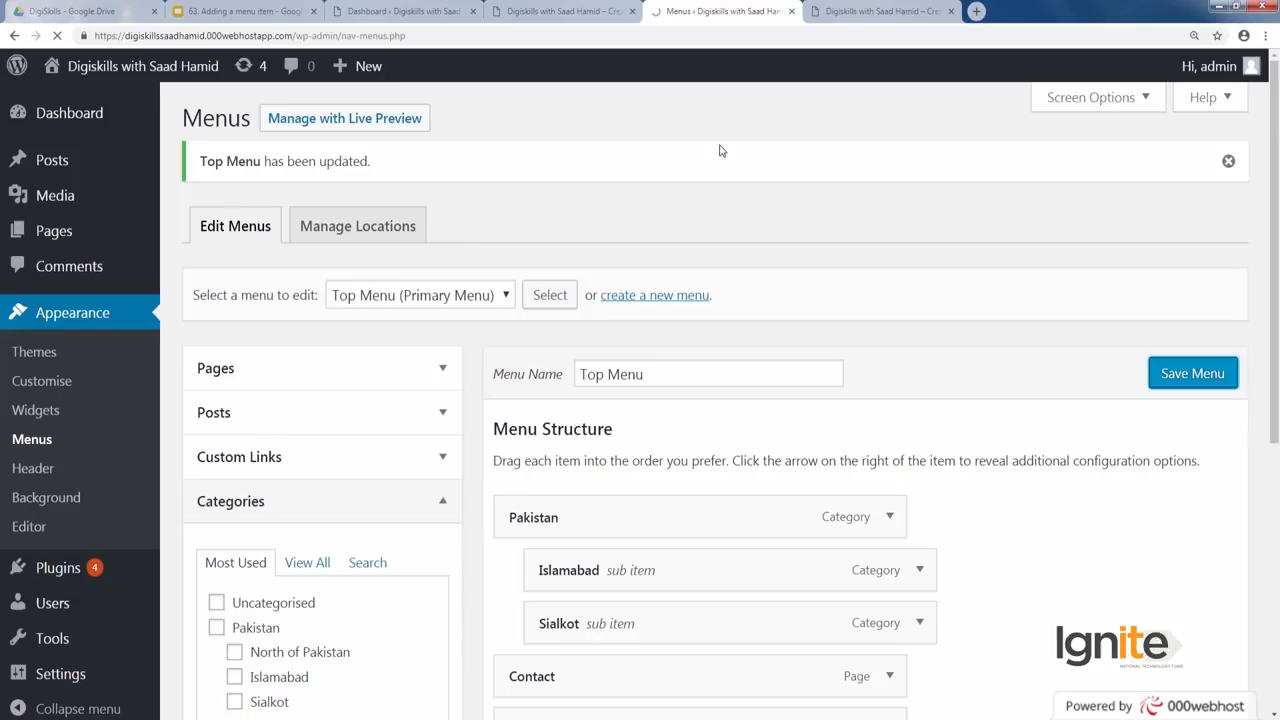 DigiSkills - Google Drive
63. Adding a menu item - Google
Dashboard ‹ Digiskills with Saad
Digiskills with Saad Hamid – Crea
Menus ‹ Digiskills with Saad Ham
Digiskills with Saad Hamid – Crea
https://digiskillssaadhamid.000webhostapp.com/wp-admin/nav-menus.php
Digiskills with Saad Hamid
4
0
New
Hi, admin
Dashboard
Posts
Media
Pages
Comments
Appearance
Themes
Customise
Widgets
Menus
Header
Background
Editor
Plugins 4
Users
Tools
Settings
Collapse menu
Screen Options
Help
Menus
Manage with Live Preview
Top Menu has been updated.
Edit Menus
Manage Locations
Select a menu to edit: Top Menu (Primary Menu) Select or create a new menu.
Pages
Posts
Custom Links
Categories
Most Used
View All
Search
Uncategorised
Pakistan
North of Pakistan
Islamabad
Sialkot
Menu Name Top Menu
Save Menu
Menu Structure
Drag each item into the order you prefer. Click the arrow on the right of the item to reveal additional configuration options.
Pakistan Category
Islamabad sub item Category
Sialkot sub item Category
Contact Page
Ignite
NATIONAL TECHNOLOGY FUND
Powered by 000webhost